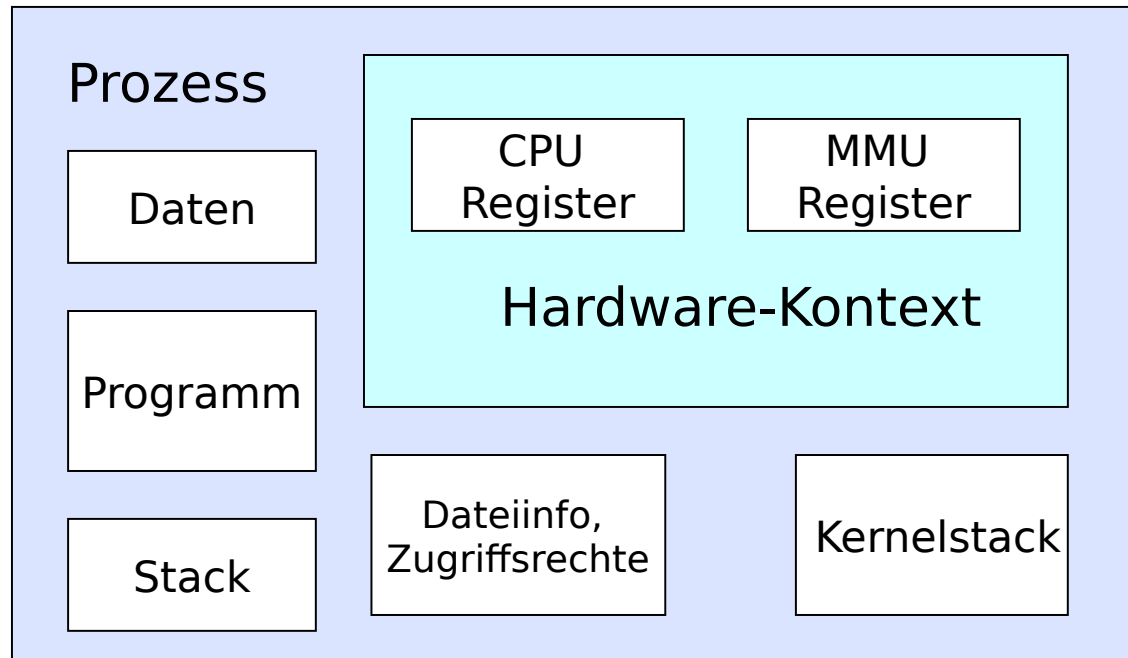 Prozess
Daten
Programm
Stack
CPU
Register
MMU
Register
Hardware-Kontext
Dateiinfo,
Zugriffsrechte
Kernelstack